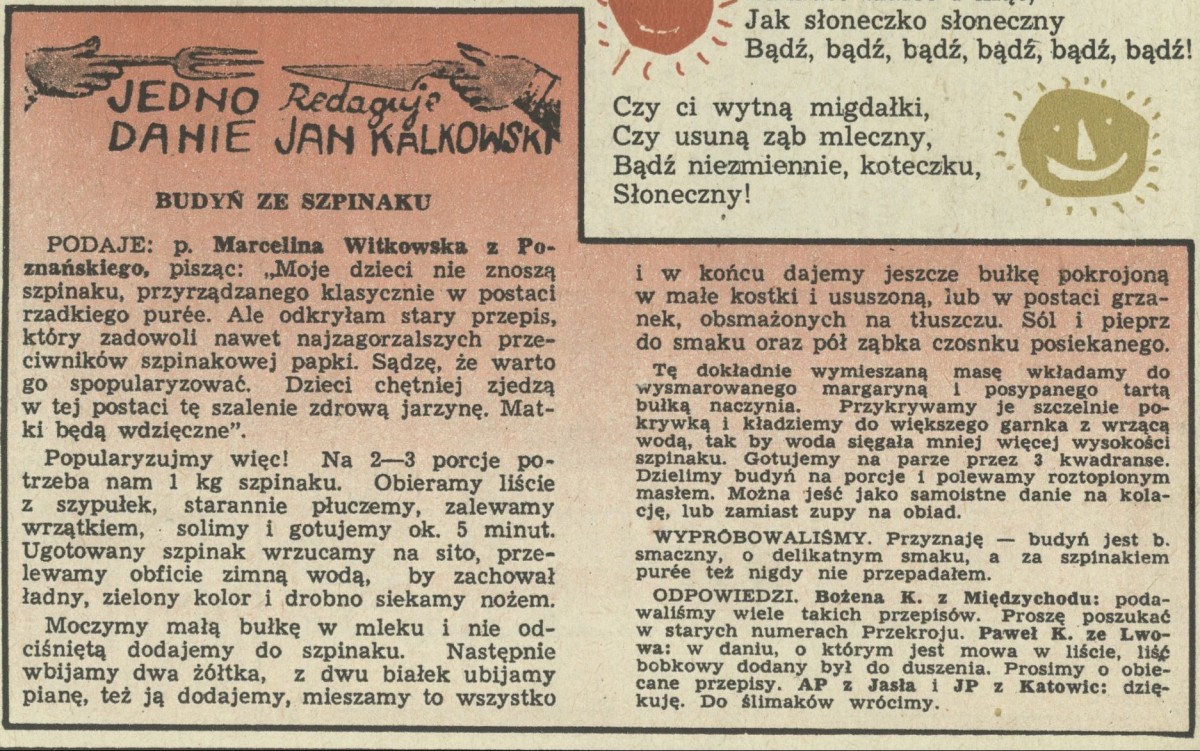 Jak słoneczko słoneczny
Bądź, bądź, bądź, bądź, bądź, bądź!
Czy ci wytną migdałki,
Czy usuną ząb mleczny,
Bądź niezmiennie, koteczku,
Słoneczny!
JEDNO Redaguje
DANIE JAN KALKOWSKI
BUDYŃ ZE SZPINAKU
PODAJE: p. Marcelina Witkowska z Po-
znańskiego, pisząc: „Moje dzieci nie znoszą
szpinaku, przyrządzanego klasycznie w postaci
rzadkiego purée. Ale odkryłam stary przepis,
który zadowoli nawet najzagorzalszych prze-
ciwników szpinakowej papki. Sądzę, że warto
go spopularyzować. Dzieci chętniej zjedzą
w tej postaci tę szalenie zdrową jarzynę. Mat-
ki będą wdzięczne”.
Popularyzujmy więc! Na 2—3 porcje po-
trzeba nam 1 kg szpinaku. Obieramy liście
z szypułek, starannie płuczemy, zalewamy
wrzątkiem, solimy i gotujemy ok. 5 minut.
Ugotowany szpinak wrzucamy na sito, prze-
lewamy obficie zimną wodą, by zachował
ładny, zielony kolor i drobno siekamy nożem.
Moczymy małą bułkę w mleku i nie od-
ciśniętą dodajemy do szpinaku. Następnie
wbijamy dwa żółtka, z dwu białek ubijamy
pianę, też ją dodajemy, mieszamy to wszystko
i w końcu dajemy jeszcze bułkę pokrojoną
w małe kostki i ususzoną, lub w postaci grza-
nek, obsmażonych na tłuszczu. Sól i pieprz
do smaku oraz pół ząbka czosnku posiekanego.
Tę dokładnie wymieszaną masę wkładamy do
wysmarowanego margaryną i posypanego tartą
bułką naczynia. Przykrywamy je szczelnie po-
krywką i kładziemy do większego garnka z wrzącą
wodą, tak by woda sięgała mniej więcej wysokości
szpinaku. Gotujemy na parze przez 3 kwadranse.
Dzielimy budyń na porcje i polewamy roztopionym
masłem. Można jeść jako samoistne danie na kola-
cję, lub zamiast zupy na obiad.
WYPRÓBOWALIŚMY. Przyznaję — budyń jest b.
smaczny, o delikatnym smaku, a za szpinakiem
purée też nigdy nie przepadałem.
ODPOWIEDZI. Bożena K. z Międzychodu: poda-
waliśmy wiele takich przepisów. Proszę poszukać
w starych numerach Przekroju. Paweł K. ze Lwo-
wa: w daniu, o którym jest mowa w liście, liść
bobkowy dodany był do duszenia. Prosimy o obie-
cane przepisy. AP z Jasła i JP z Katowic: dzię-
kuję. Do ślimaków wrócimy.